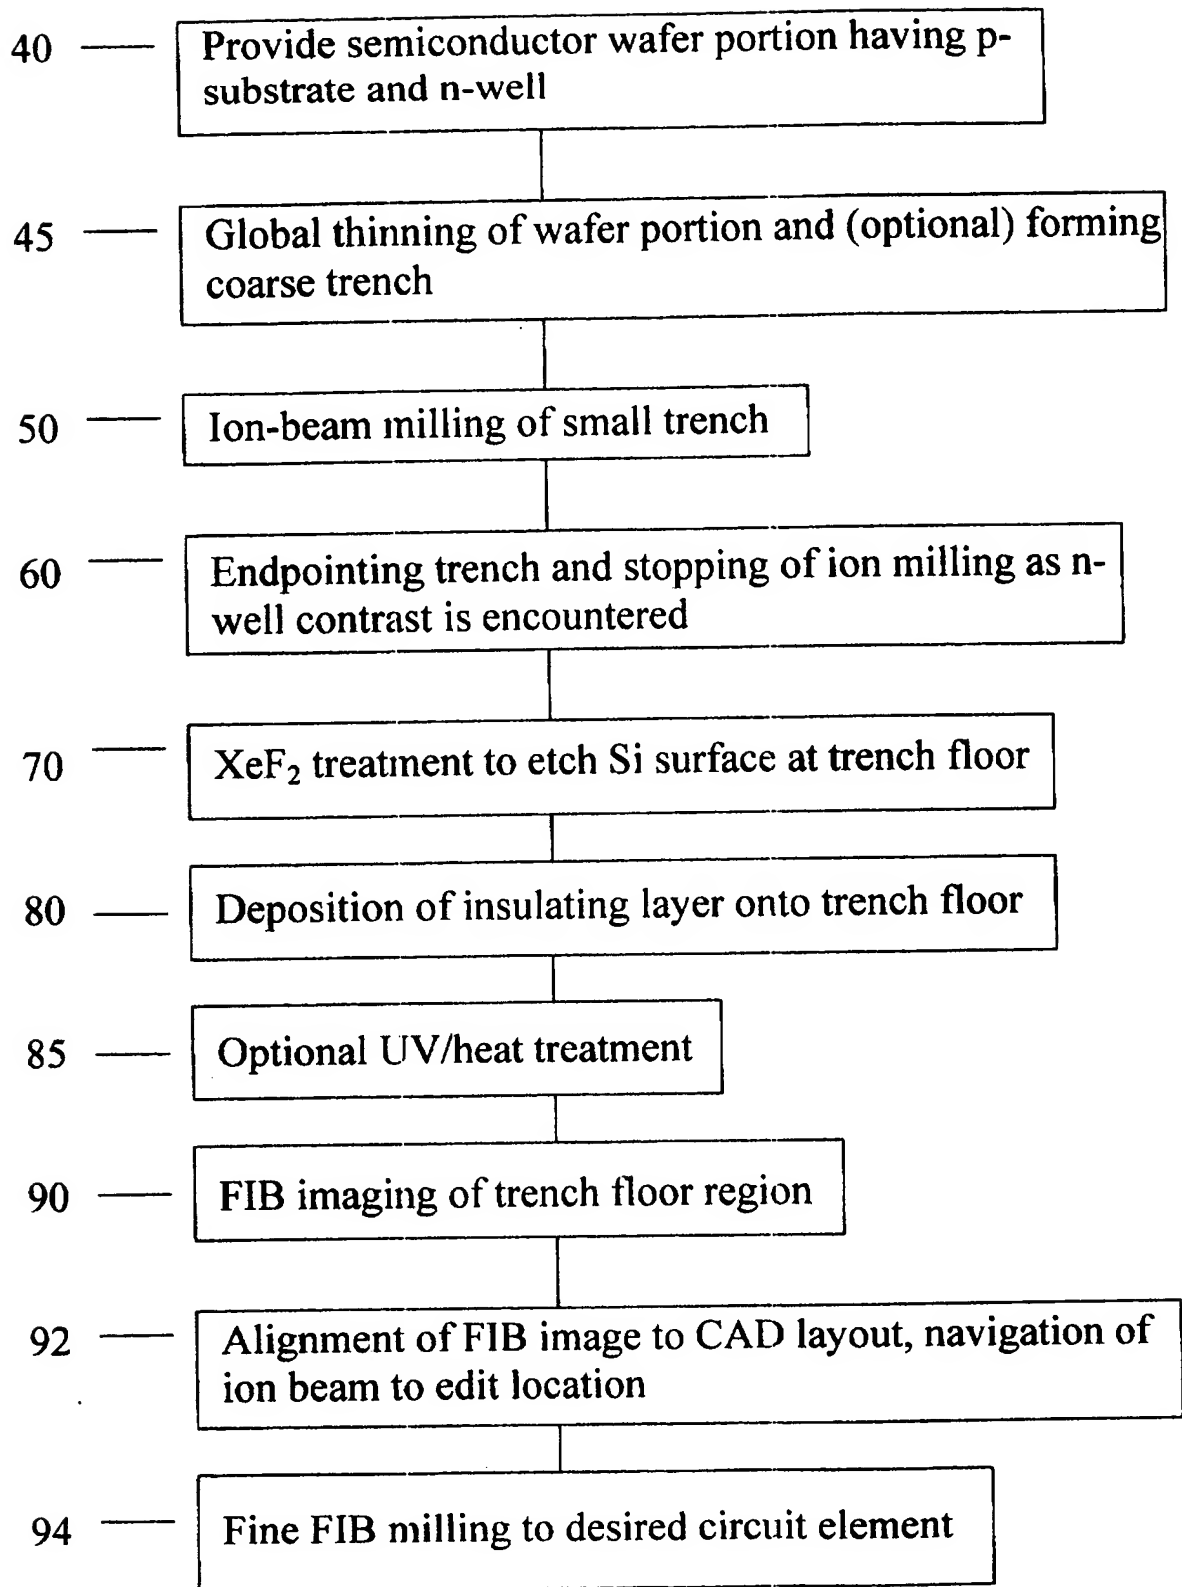 40 Provide semiconductor wafer portion having p-
substrate and n-well
45 Global thinning of wafer portion and (optional) forming
coarse trench
50 Ion-beam milling of small trench
60 Endpointing trench and stopping of ion milling as n-
well contrast is encountered
70 XeF₂ treatment to etch Si surface at trench floor
80 Deposition of insulating layer onto trench floor
85 Optional UV/heat treatment
90 FIB imaging of trench floor region
92 Alignment of FIB image to CAD layout, navigation of
ion beam to edit location
94 Fine FIB milling to desired circuit element